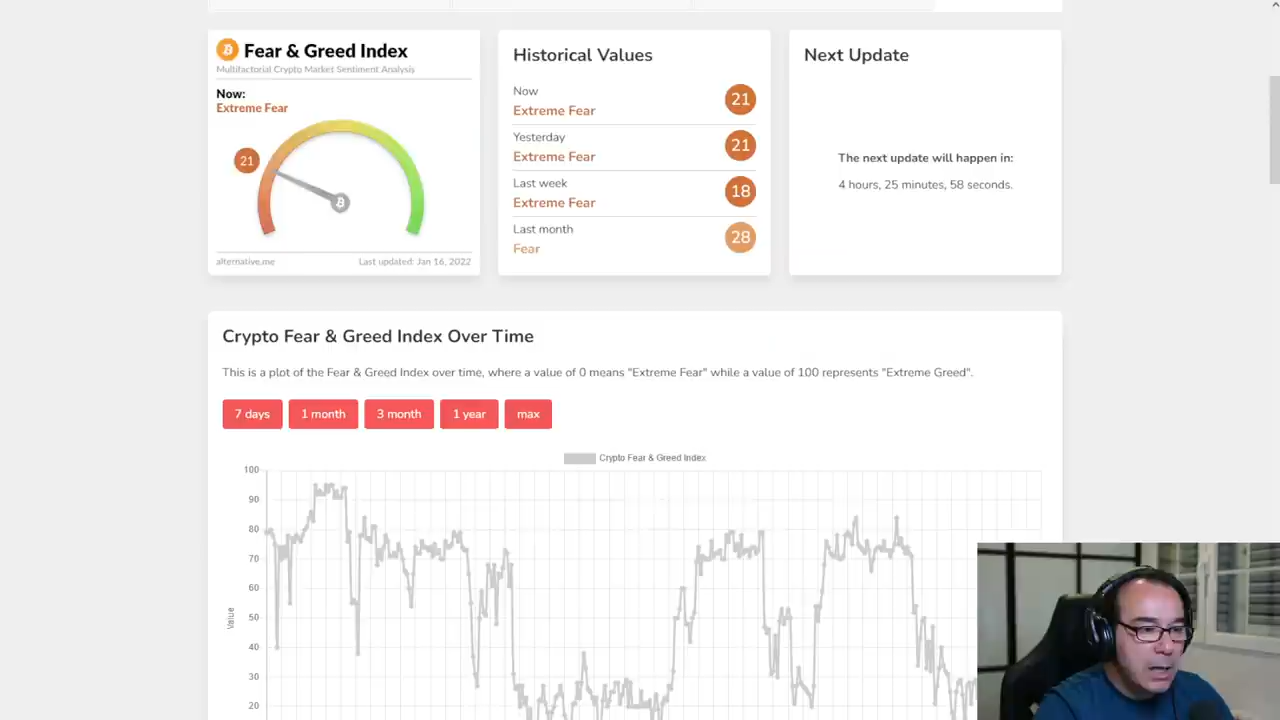 Fear & Greed Index
Multifactorial Crypto Market Sentiment Analysis
Now:
Extreme Fear
21
alternative.me
Last updated: Jan 16, 2022
Historical Values
Now
Extreme Fear
21
Yesterday
Extreme Fear
21
Last week
Extreme Fear
18
Last month
Fear
28
Next Update
The next update will happen in:
4 hours, 25 minutes, 58 seconds.
Crypto Fear & Greed Index Over Time
This is a plot of the Fear & Greed Index over time, where a value of 0 means "Extreme Fear" while a value of 100 represents "Extreme Greed".
7 days 1 month 3 month 1 year max
Crypto Fear & Greed Index
100
90
80
70
60
50
40
30
20
Value